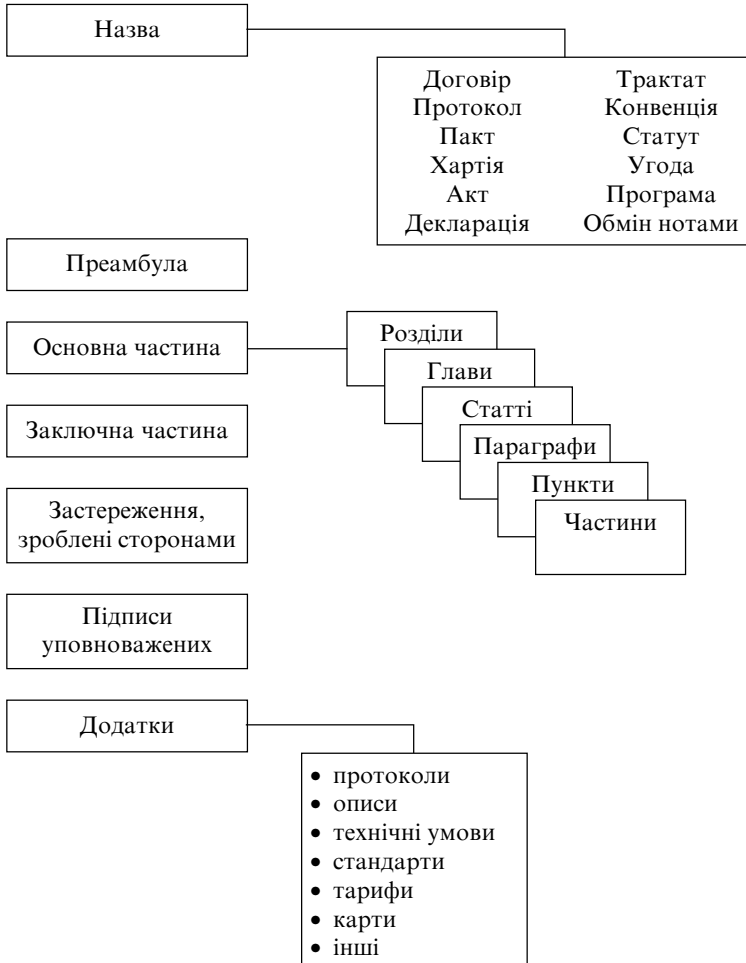 Назва
Договір Трактат
Протокол Конвенція
Пакт Статут
Хартія Угода
Акт Програма
Декларація Обмін нотами
Преамбула
Основна частина
Розділи
Глави
Статті
Параграфи
Пункти
Частини
Заключна частина
Застереження,
зроблені сторонами
Підписи
уповноважених
Додатки
• протоколи
• описи
• технічні умови
• стандарти
• тарифи
• карти
• інші